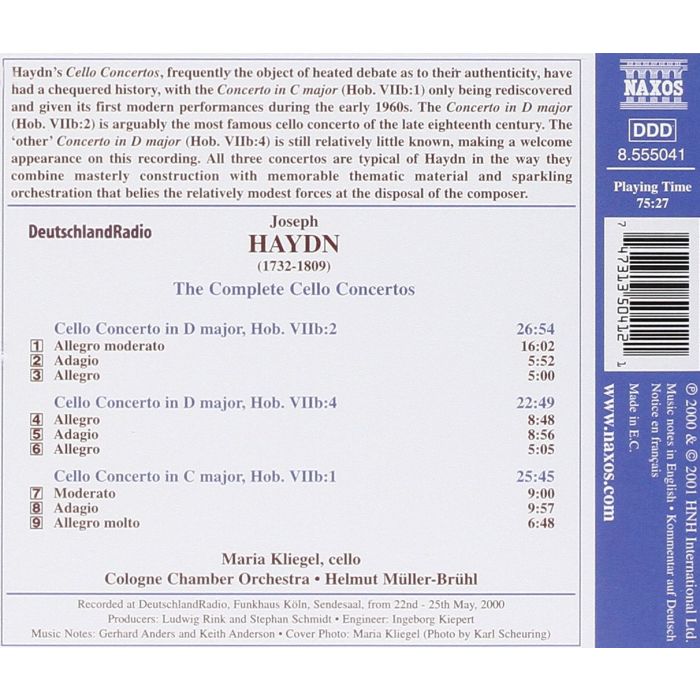 Haydn's Cello Concertos, frequently the object of heated debate as to their authenticity, have
had a chequered history, with the Concerto in C major (Hob. VIIb:1) only being rediscovered
and given its first modern performances during the early 1960s. The Concerto in D major
(Hob. VIIb:2) is arguably the most famous cello concerto of the late eighteenth century. The
'other' Concerto in D major (Hob. VIIb:4) is still relatively little known, making a welcome
appearance on this recording. All three concertos are typical of Haydn in the way they
combine masterly construction with memorable thematic material and sparkling
orchestration that belies the relatively modest forces at the disposal of the composer.
DeutschlandRadio
Joseph
HAYDN
(1732-1809)
The Complete Cello Concertos
Cello Concerto in D major, Hob. VIIb:2 26:54
1 Allegro moderato 16:02
2 Adagio 5:52
3 Allegro 5:00
Cello Concerto in D major, Hob. VIIb:4 22:49
4 Allegro 8:48
5 Adagio 8:56
6 Allegro 5:05
Cello Concerto in C major, Hob. VIIb:1 25:45
7 Moderato 9:00
8 Adagio 9:57
9 Allegro molto 6:48
Maria Kliegel, cello
Cologne Chamber Orchestra • Helmut Müller-Brühl
Recorded at DeutschlandRadio, Funkhaus Köln, Sendesaal, from 22nd - 25th May, 2000
Producers: Ludwig Rink and Stephan Schmidt • Engineer: Ingeborg Kiepert
Music Notes: Gerhard Anders and Keith Anderson • Cover Photo: Maria Kliegel (Photo by Karl Scheuring)
NAXOS
DDD
8.555041
Playing Time
75:27
7 47313 50412 1
℗ 2000 & © 2001 HNH International Ltd.
Music notes in English • Kommentar auf Deutsch
Notice en français
Made in E.C.
www.naxos.com